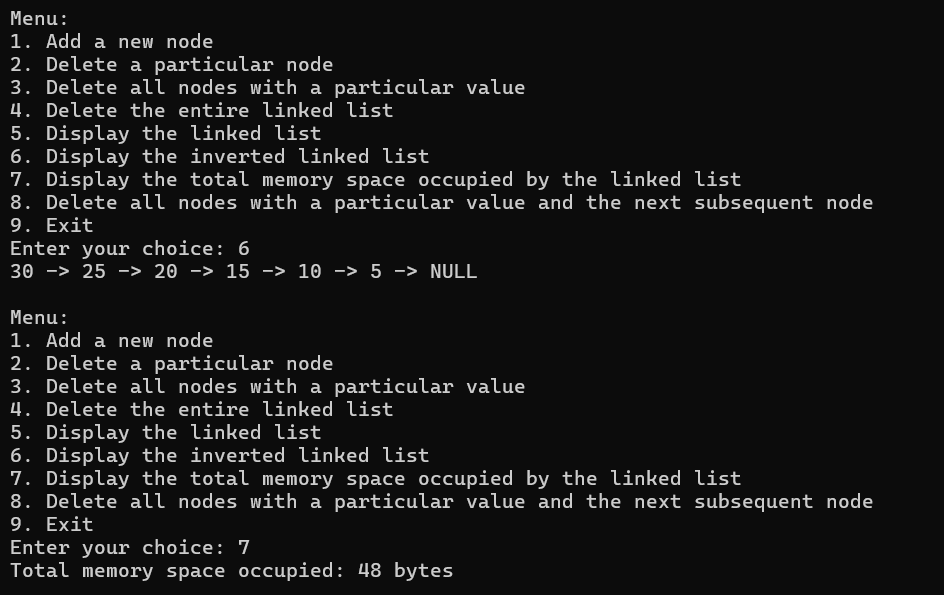 Menu:
1. Add a new node
2. Delete a particular node
3. Delete all nodes with a particular value
4. Delete the entire linked list
5. Display the linked list
6. Display the inverted linked list
7. Display the total memory space occupied by the linked list
8. Delete all nodes with a particular value and the next subsequent node
9. Exit
Enter your choice: 6
30 -> 25 -> 20 -> 15 -> 10 -> 5 -> NULL

Menu:
1. Add a new node
2. Delete a particular node
3. Delete all nodes with a particular value
4. Delete the entire linked list
5. Display the linked list
6. Display the inverted linked list
7. Display the total memory space occupied by the linked list
8. Delete all nodes with a particular value and the next subsequent node
9. Exit
Enter your choice: 7
Total memory space occupied: 48 bytes